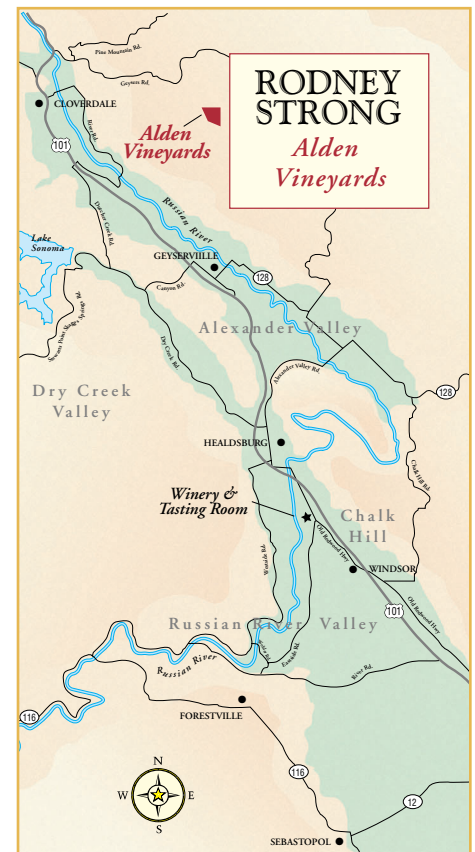 Pine Mountain Rd.
Geysers Rd.
RODNEY
STRONG
Alden
Vineyards
CLOVERDALE
River Rd.
Alden
Vineyards
101
Dutcher Creek Rd.
Russian River
Lake
Sonoma
GEYSERVIILLE
128
Canyon Rd.
Alexander Valley
Dry Creek Rd.
Alexander Valley Rd.
Dry Creek
Valley
128
HEALDSBURG
Chalk Hill Rd.
Winery &
Tasting Room
Chalk
Hill
Old Redwood Hwy
WINDSOR
Westside Rd.
Old Redwood Hwy
101
Russian River Valley
Eastside Rd.
Russian River
River Rd.
116
FORESTVILLE
N
W
E
S
116
12
SEBASTOPOL